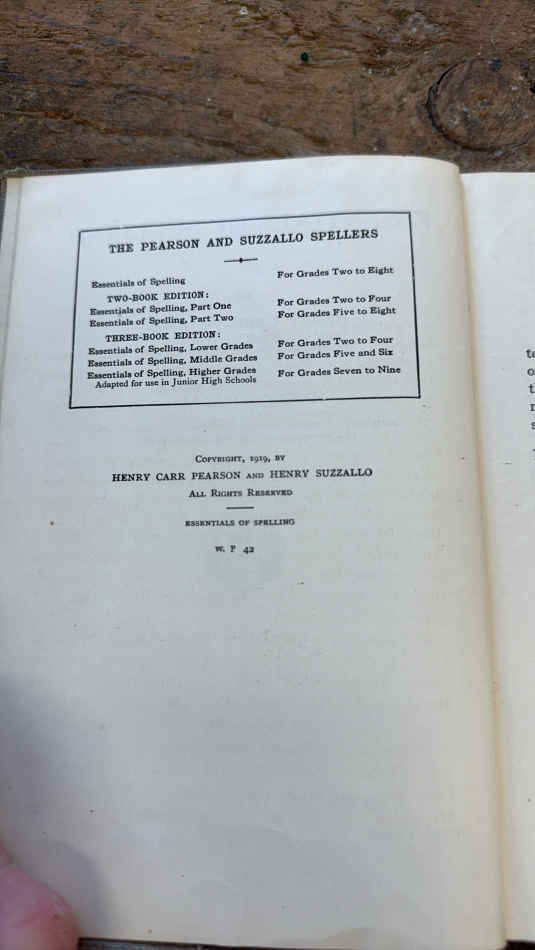 THE PEARSON AND SUZZALLO SPELLERS
Essentials of Spelling For Grades Two to Eight
TWO-BOOK EDITION:
Essentials of Spelling, Part One For Grades Two to Four
Essentials of Spelling, Part Two For Grades Five to Eight
THREE-BOOK EDITION:
Essentials of Spelling, Lower Grades For Grades Two to Four
Essentials of Spelling, Middle Grades For Grades Five and Six
Essentials of Spelling, Higher Grades For Grades Seven to Nine
Adapted for use in Junior High Schools
COPYRIGHT, 1919, BY
HENRY CARR PEARSON AND HENRY SUZZALLO
ALL RIGHTS RESERVED
ESSENTIALS OF SPELLING
W. P 42